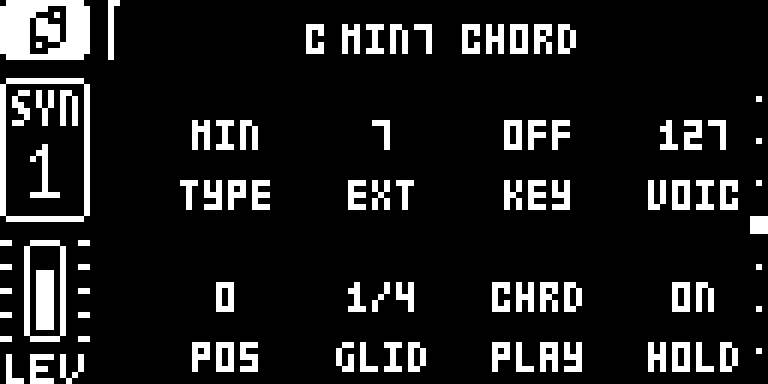 C MIN7 CHORD
SYN
1
MIN 7 OFF 127
TYPE EXT KEY VOIC
0 1/4 CHRD ON
POS GLID PLAY HOLD
LEV